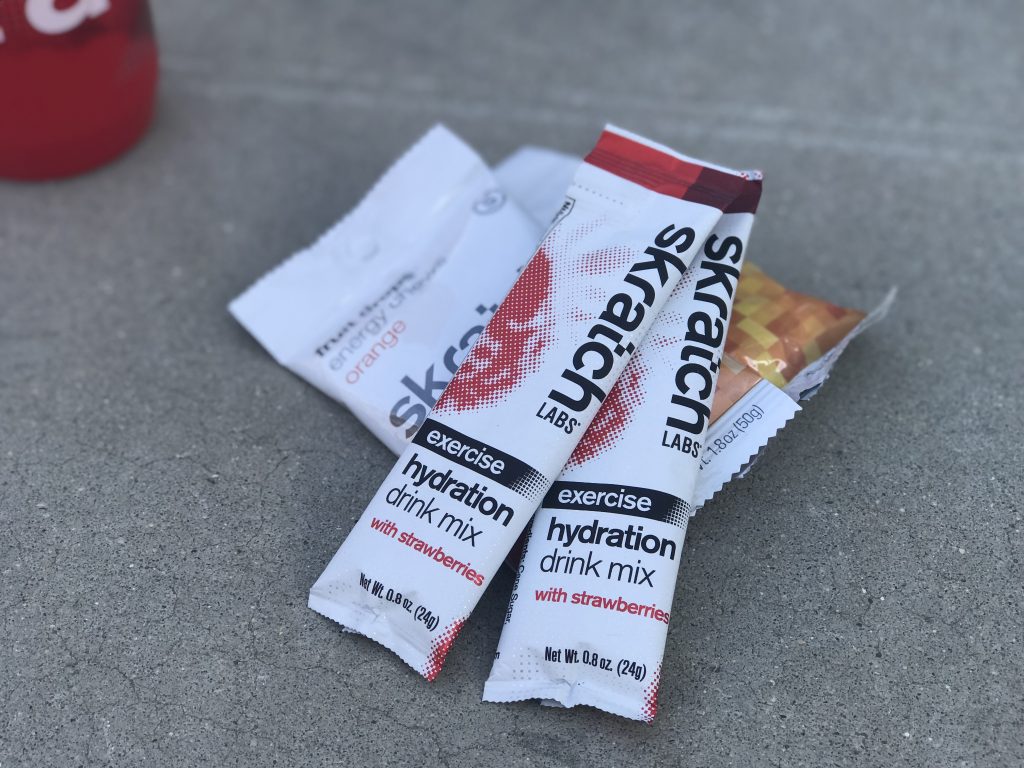 skratch
LABS
exercise
hydration
drink mix
with strawberries
Net Wt. 0.8 oz. (24g)
skratch
LABS
exercise
hydration
drink mix
with strawberries
Net Wt. 0.8 oz. (24g)
fruit drops
energy chews
orange
1.8oz (50g)